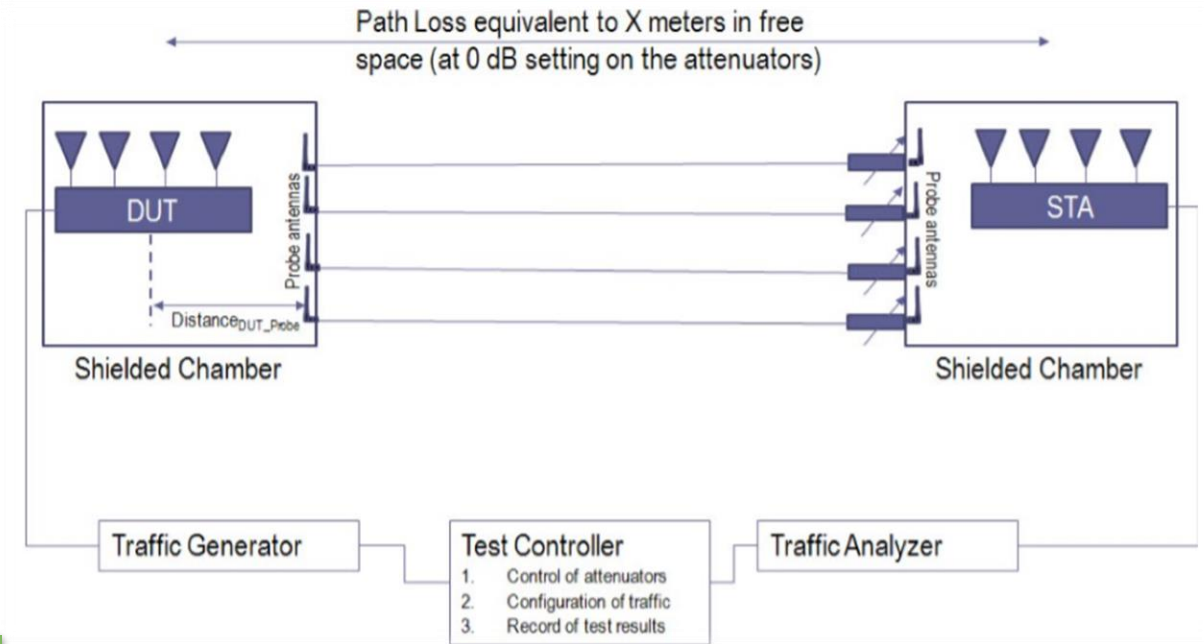 Path Loss equivalent to X meters in free
space (at 0 dB setting on the attenuators)
DUT
Probe antennas
Distance_DUT_Probe
Shielded Chamber
Probe antennas
STA
Shielded Chamber
Traffic Generator
Test Controller
1. Control of attenuators
2. Configuration of traffic
3. Record of test results
Traffic Analyzer